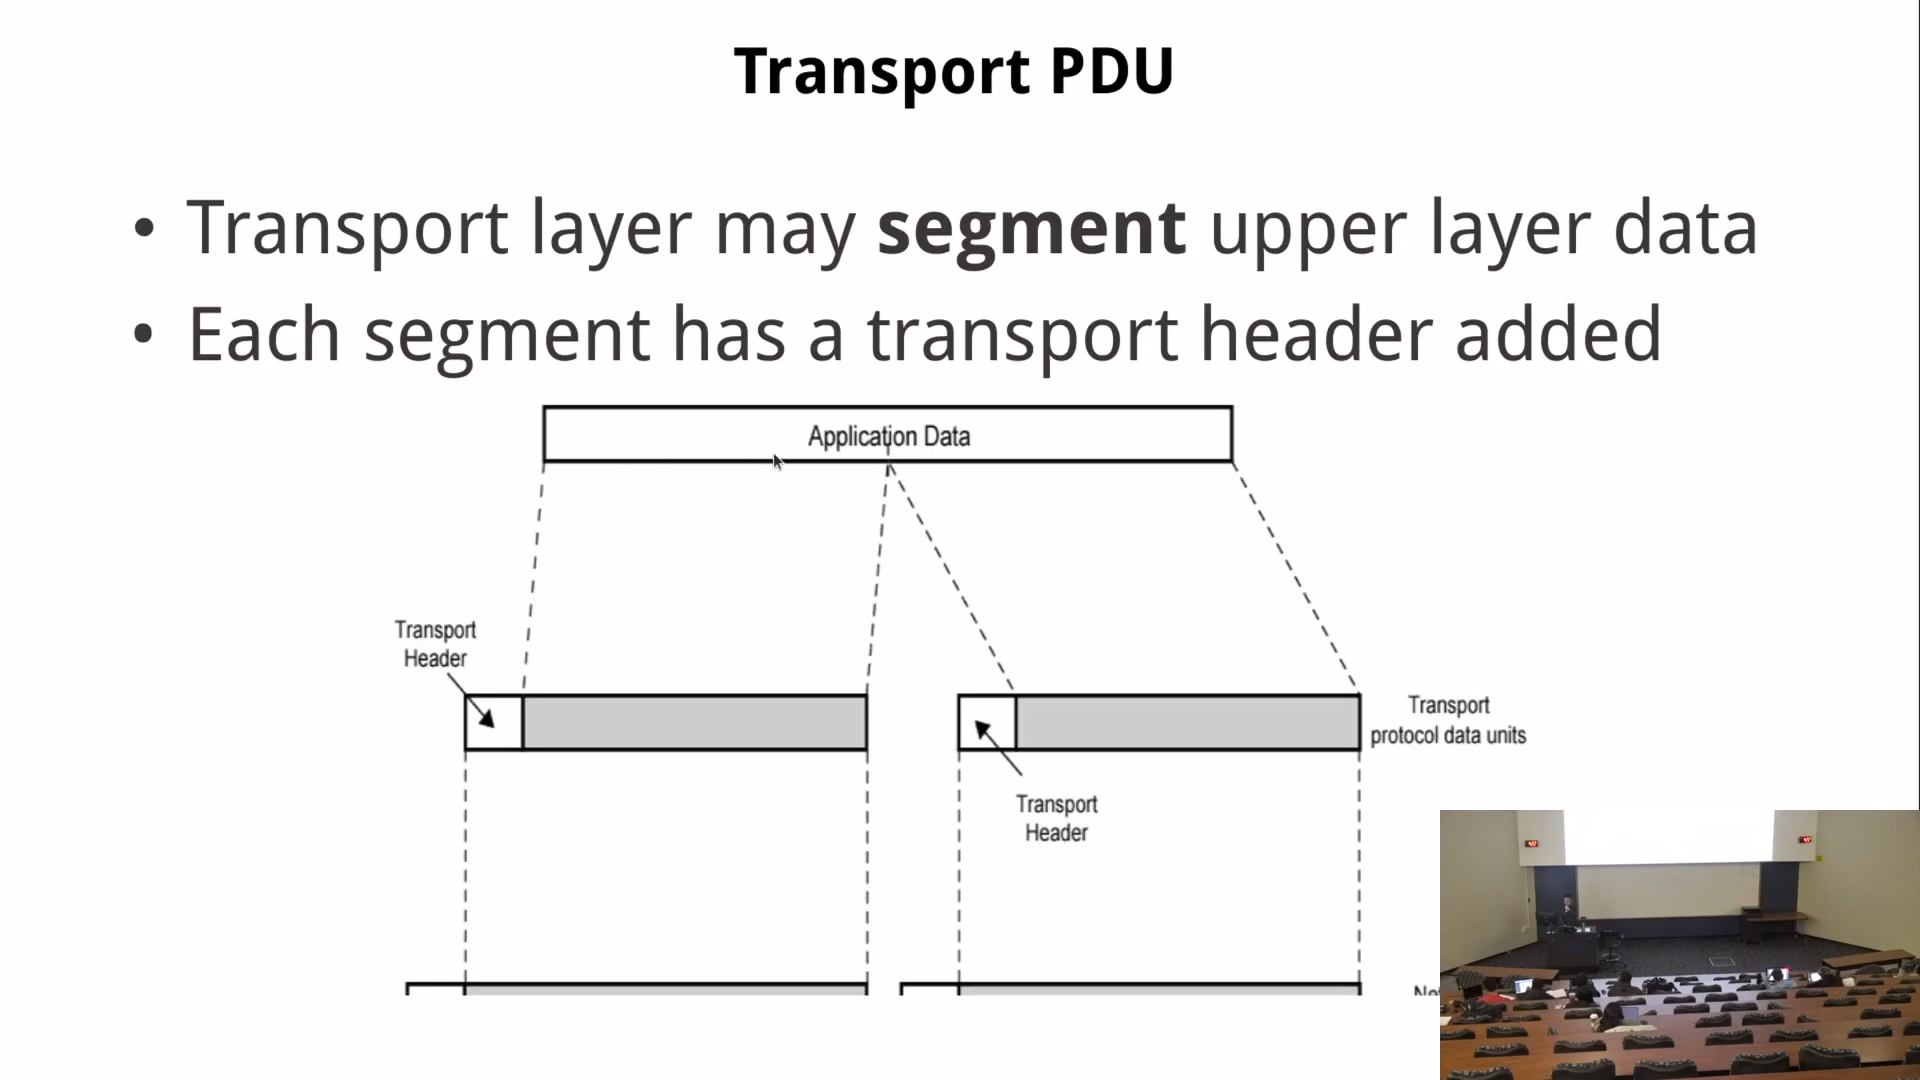 Transport PDU
• Transport layer may segment upper layer data
• Each segment has a transport header added
Application Data
Transport
Header
Transport
protocol data units
Transport
Header